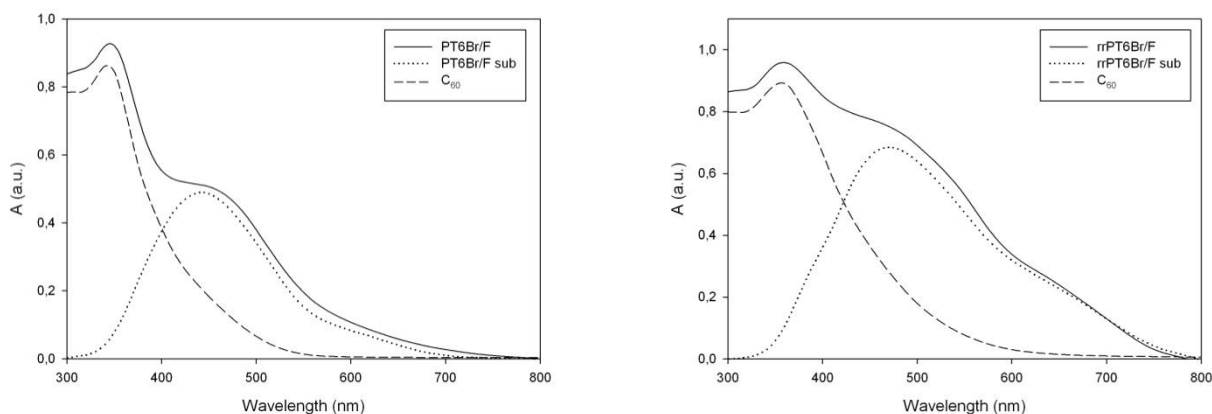 1,0
0,8
0,6
0,4
0,2
0,0
A (a.u.)
300 400 500 600 700 800
Wavelength (nm)
PT6Br/F
PT6Br/F sub
C60
1,0
0,8
0,6
0,4
0,2
0,0
A (a.u.)
300 400 500 600 700 800
Wavelength (nm)
rrPT6Br/F
rrPT6Br/F sub
C60